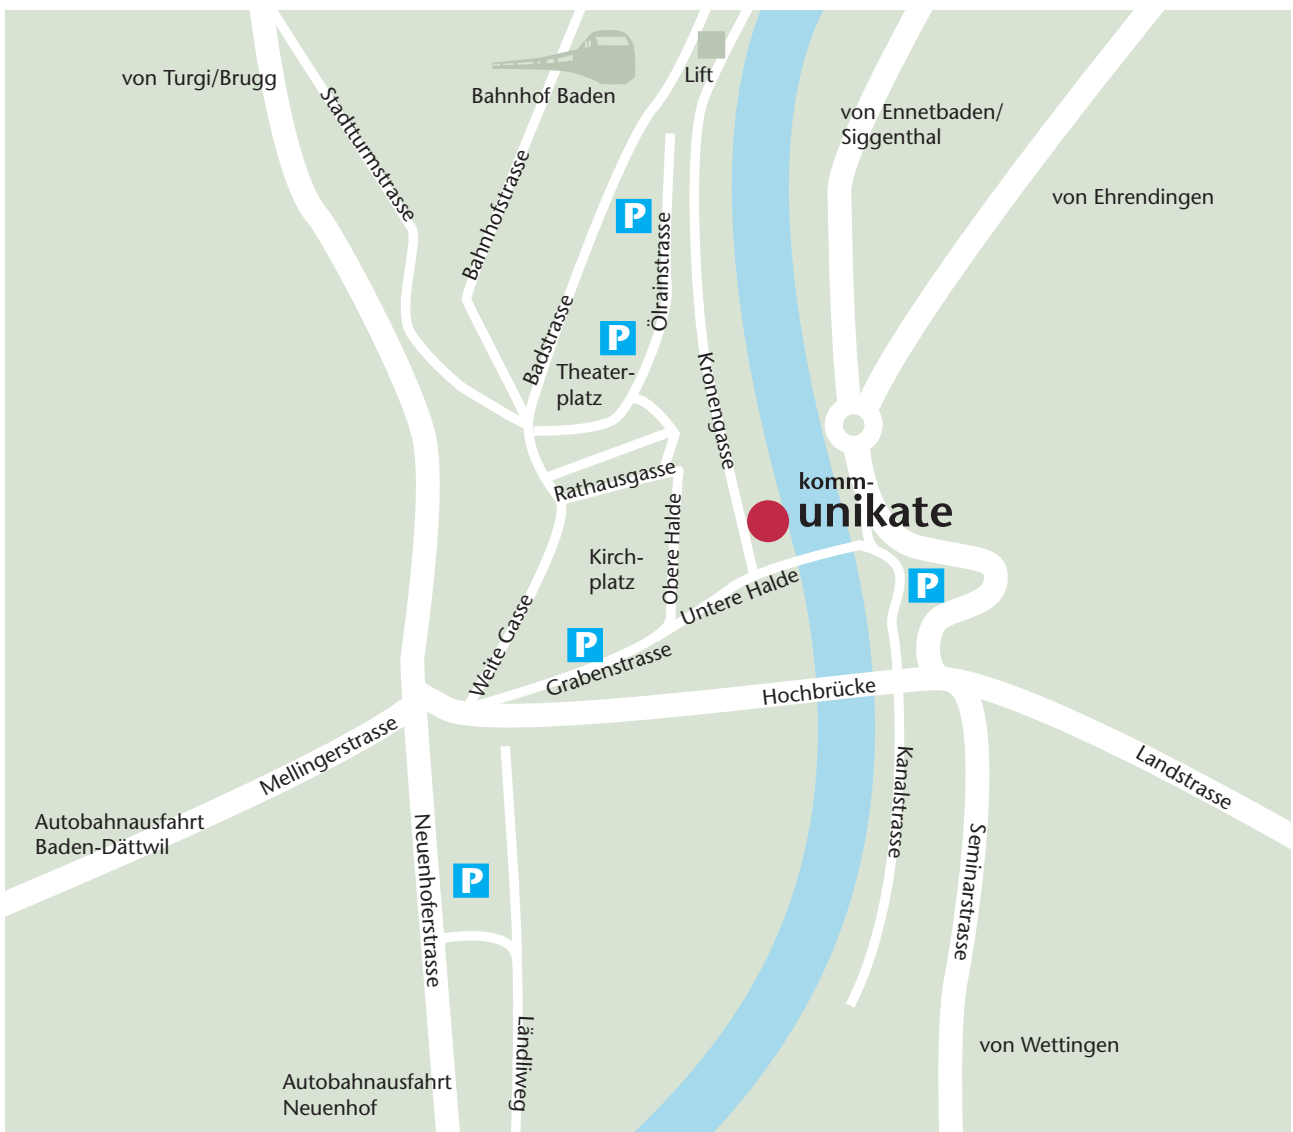 von Turgi/Brugg
Stadtturmstrasse
Bahnhof Baden
Lift
von Ennetbaden/
Siggenthal
von Ehrendingen
Bahnhofstrasse
P
Ölrainstrasse
Badstrasse
P
Theater-
platz
Kronengasse
Rathausgasse
komm-
unikate
Obere Halde
Kirch-
platz
Untere Halde
P
Weite Gasse
P
Grabenstrasse
Hochbrücke
Mellingerstrasse
Kanalstrasse
Landstrasse
Autobahnausfahrt
Baden-Dättwil
Neuenhoferstrasse
P
Seminarstrasse
Ländliweg
von Wettingen
Autobahnausfahrt
Neuenhof